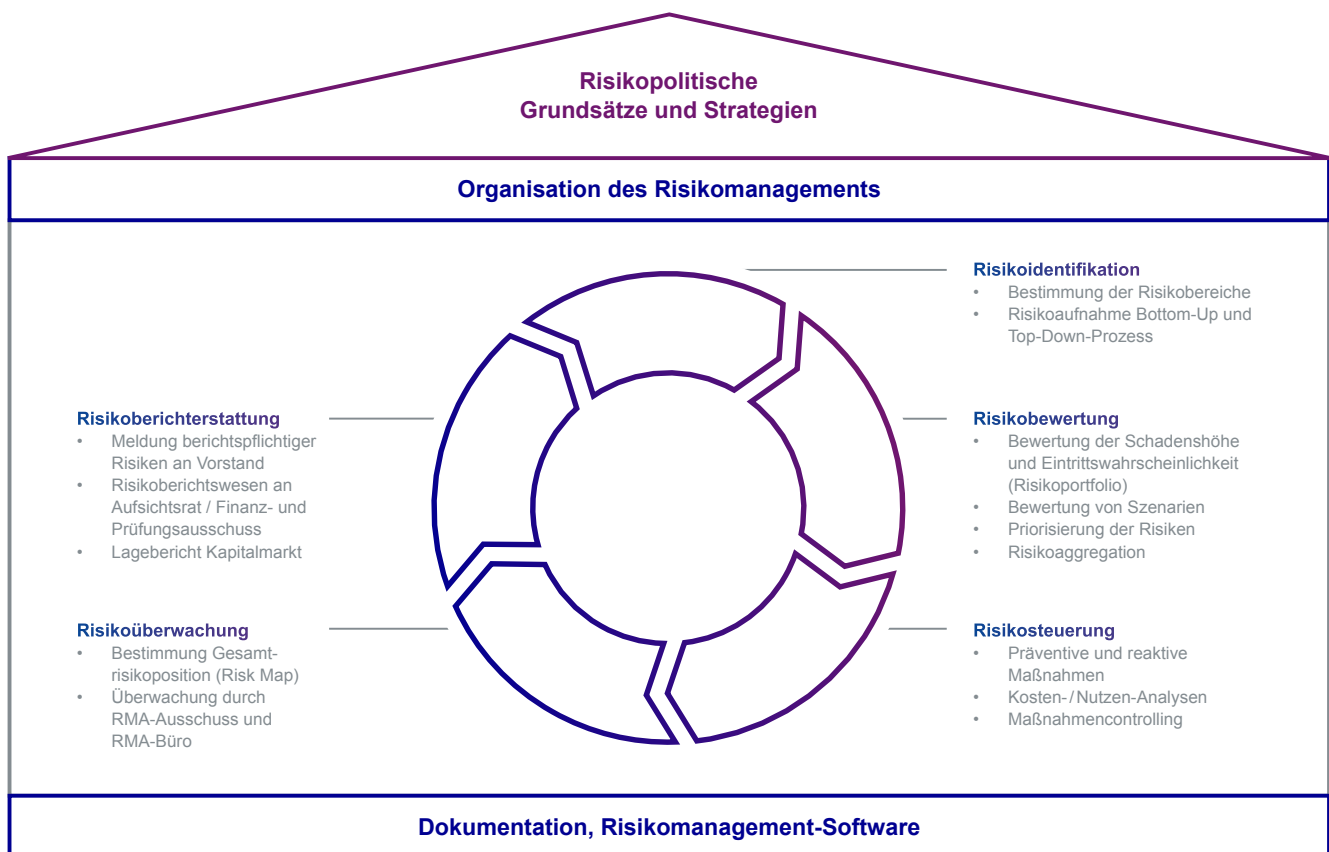 Risikopolitische
Grundsätze und Strategien
Organisation des Risikomanagements
Risikoidentifikation
• Bestimmung der Risikobereiche
• Risikoaufnahme Bottom-Up und
Top-Down-Prozess
Risikobewertung
• Bewertung der Schadenshöhe
und Eintrittswahrscheinlichkeit
(Risikoportfolio)
• Bewertung von Szenarien
• Priorisierung der Risiken
• Risikoaggregation
Risikosteuerung
• Präventive und reaktive
Maßnahmen
• Kosten-/Nutzen-Analysen
• Maßnahmencontrolling
Risikoüberwachung
• Bestimmung Gesamt-
risikoposition (Risk Map)
• Überwachung durch
RMA-Ausschuss und
RMA-Büro
Risikoberichterstattung
• Meldung berichtspflichtiger
Risiken an Vorstand
• Risikoberichtswesen an
Aufsichtsrat / Finanz- und
Prüfungsausschuss
• Lagebericht Kapitalmarkt
Dokumentation, Risikomanagement-Software